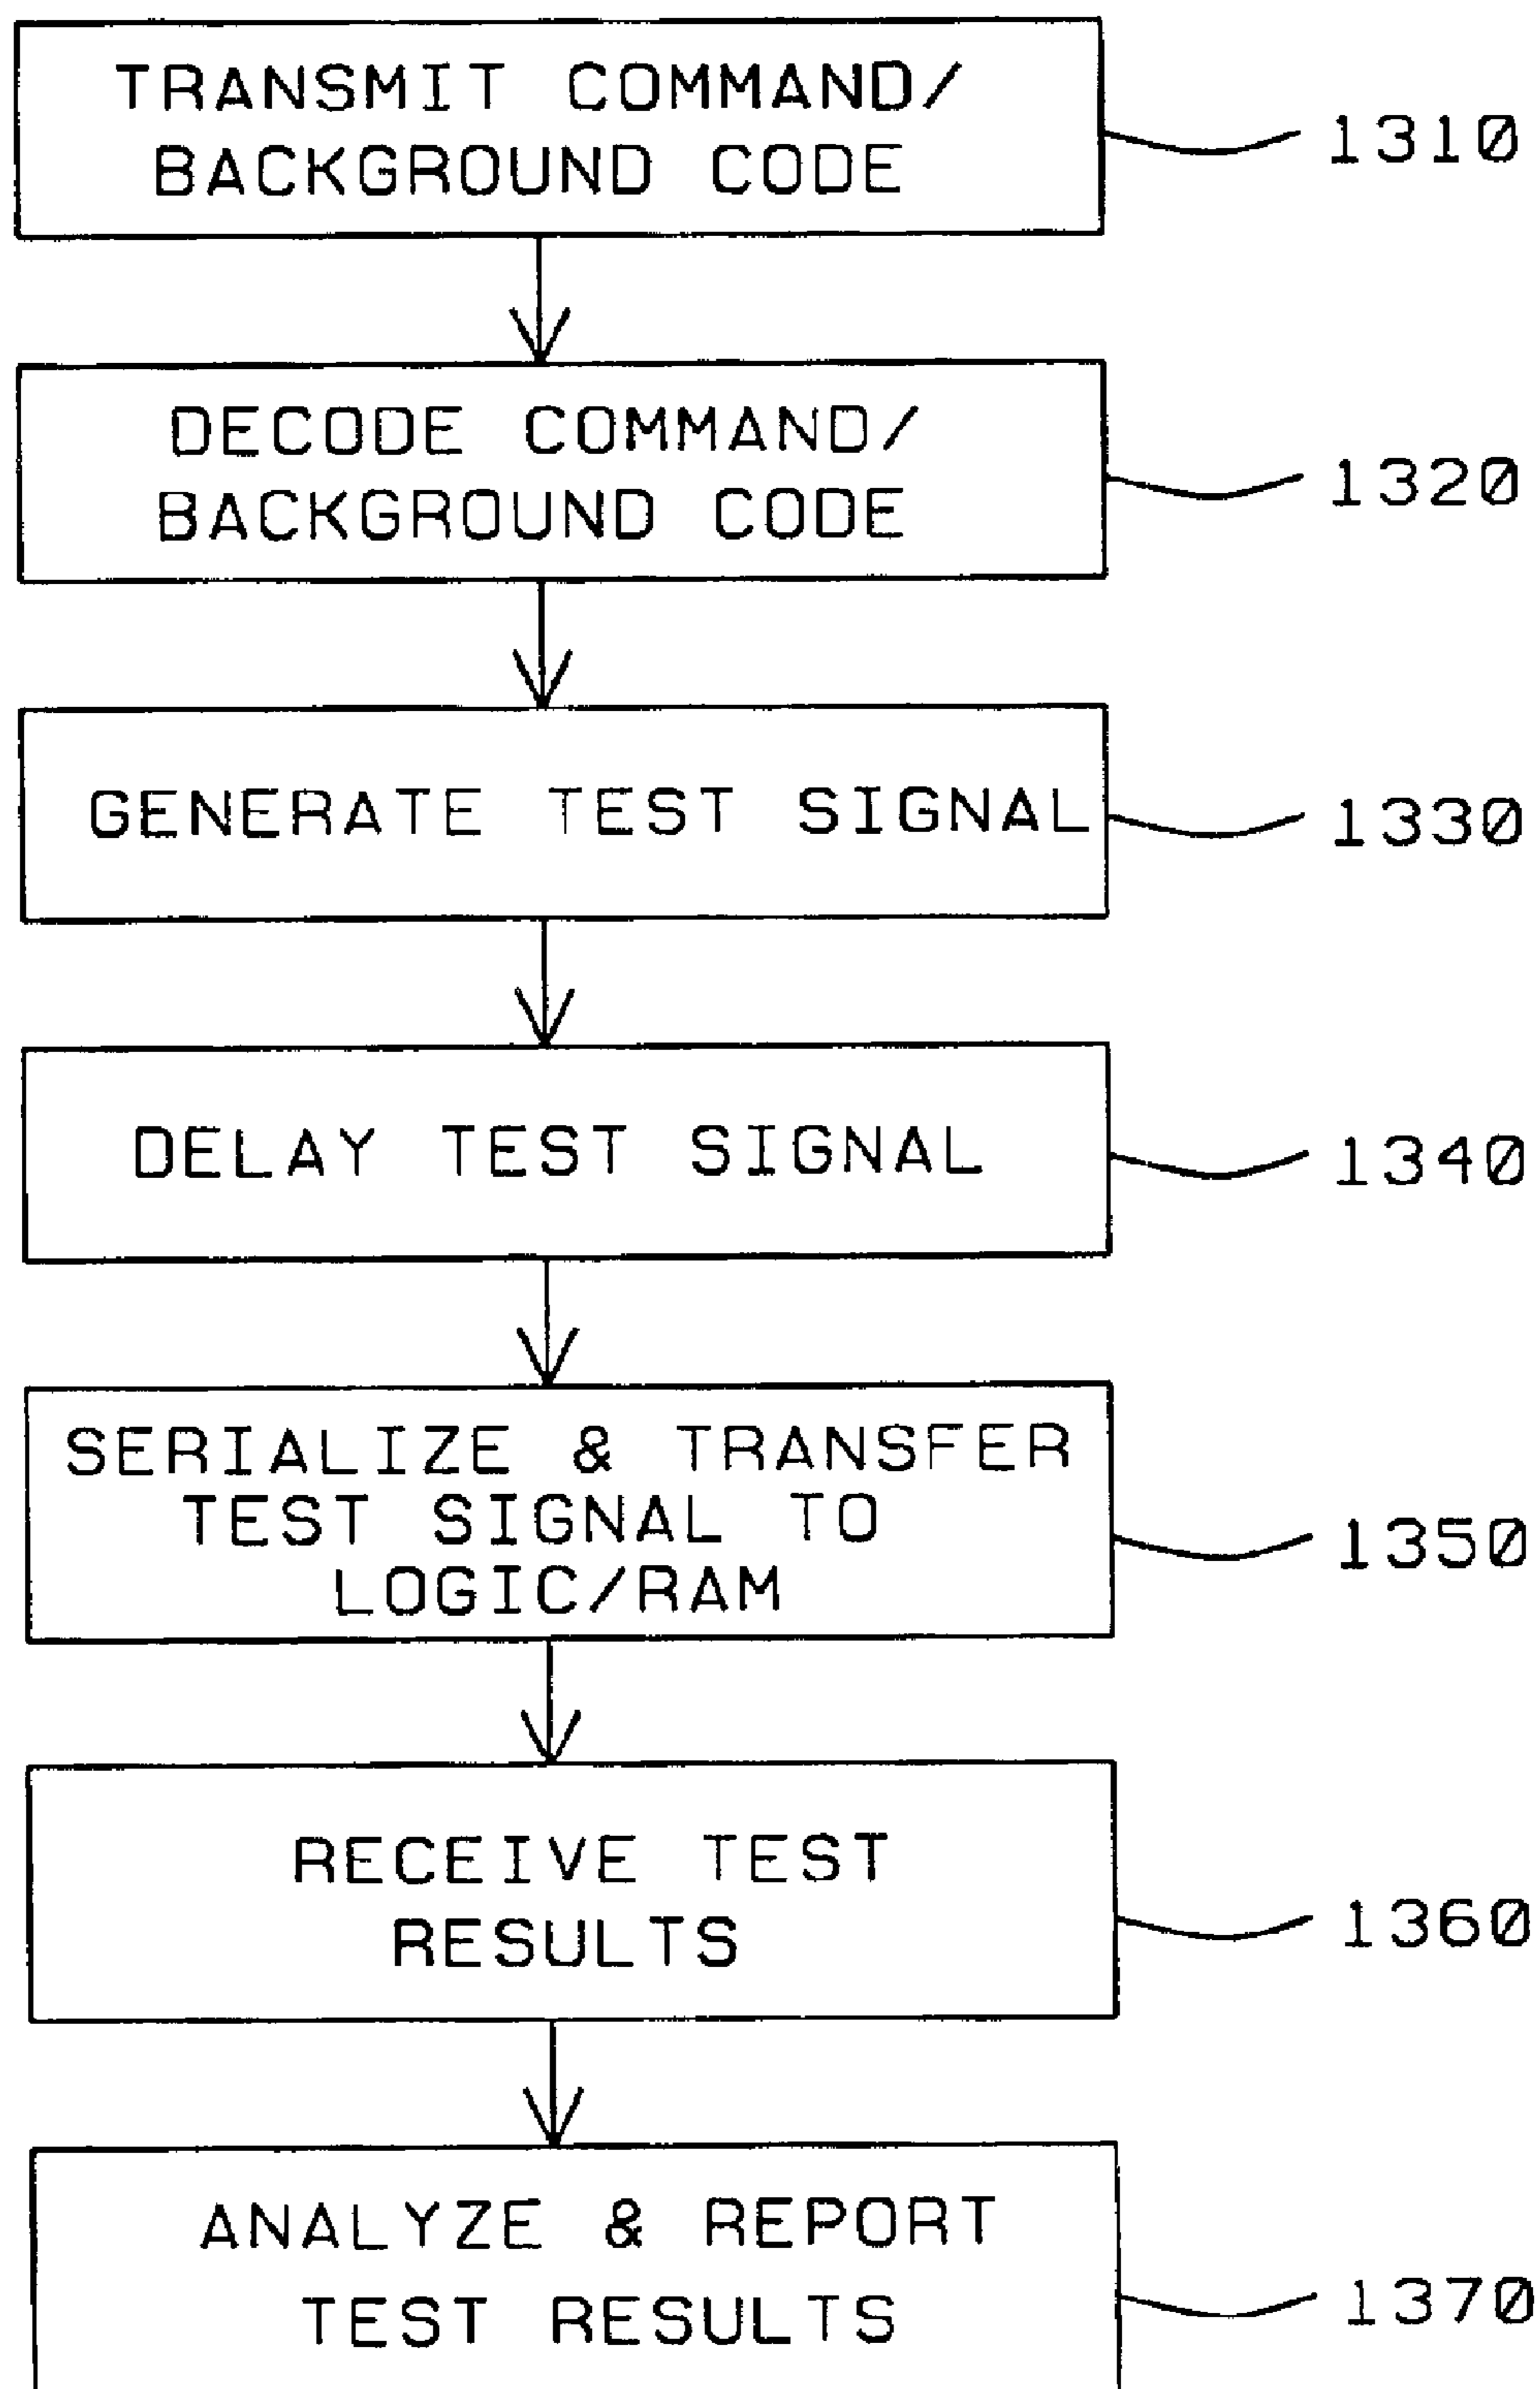 TRANSMIT COMMAND/
BACKGROUND CODE
1310
DECODE COMMAND/
BACKGROUND CODE
1320
GENERATE TEST SIGNAL
1330
DELAY TEST SIGNAL
1340
SERIALIZE & TRANSFER
TEST SIGNAL TO
LOGIC/RAM
1350
RECEIVE TEST
RESULTS
1360
ANALYZE & REPORT
TEST RESULTS
1370